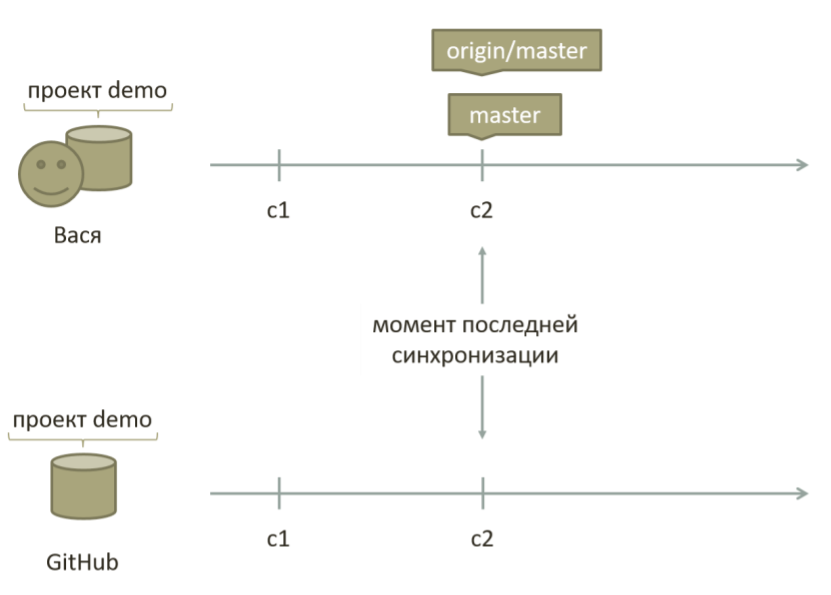 origin/master
проект demo
master
c1
c2
Вася
момент последней
синхронизации
проект demo
c1
c2
GitHub